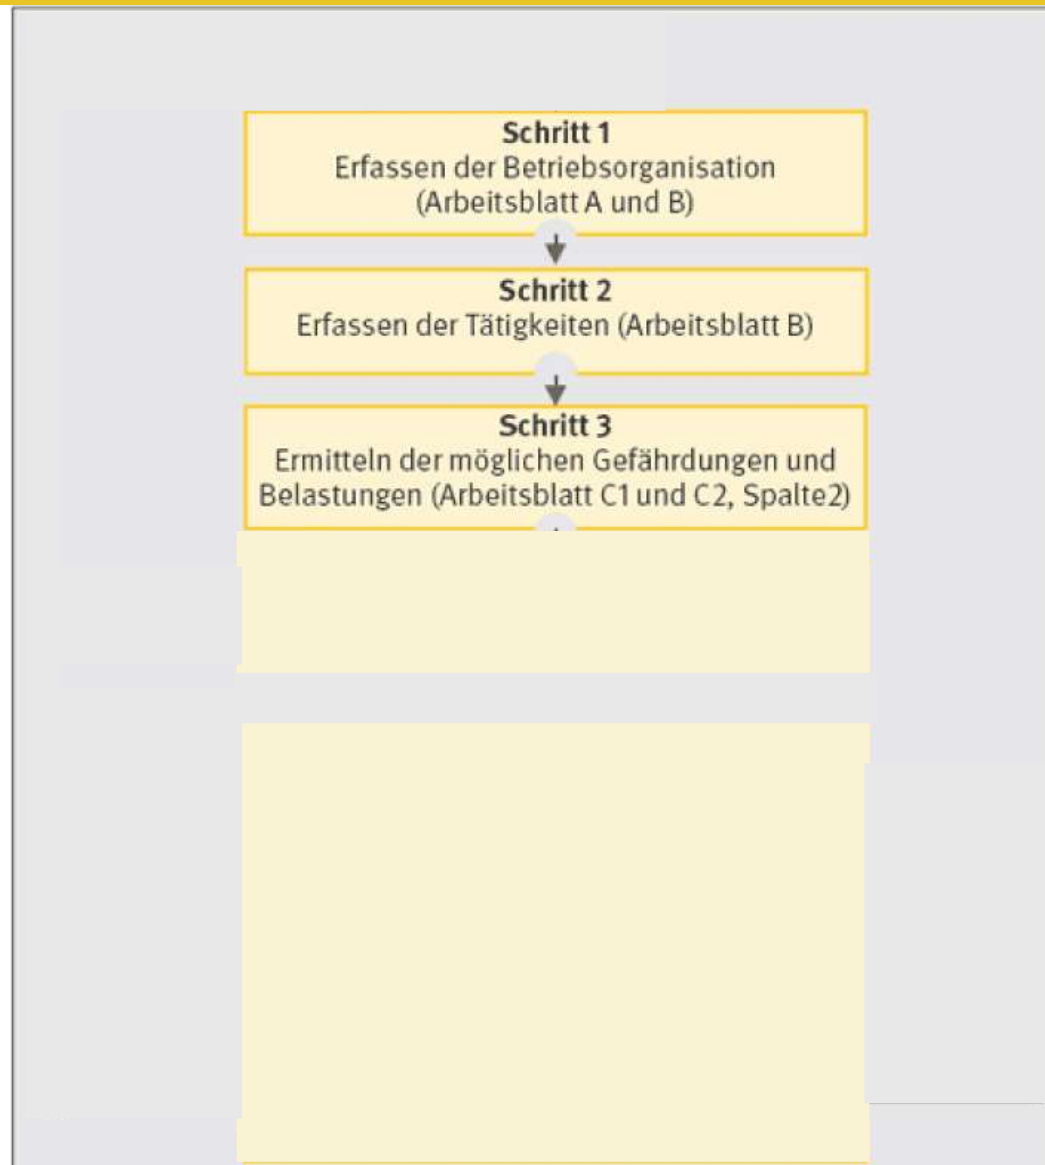 Schritt 1
Erfassen der Betriebsorganisation
(Arbeitsblatt A und B)
Schritt 2
Erfassen der Tätigkeiten (Arbeitsblatt B)
Schritt 3
Ermitteln der möglichen Gefährdungen und
Belastungen (Arbeitsblatt C1 und C2, Spalte2)